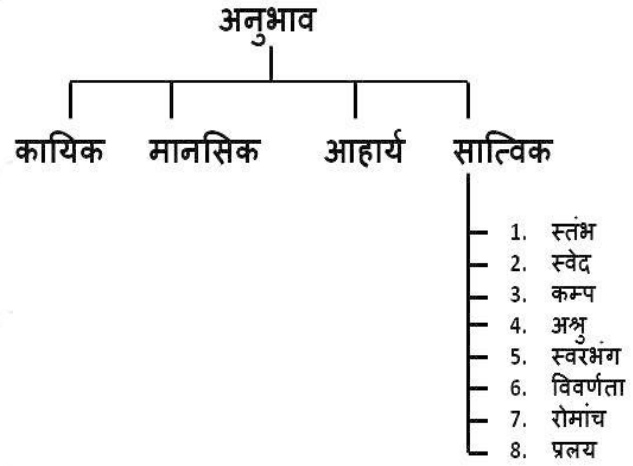 अनुभाव
कायिक मानसिक आहार्य सात्विक
1. स्तंभ
2. स्वेद
3. कम्प
4. अश्रु
5. स्वरभंग
6. विवर्णता
7. रोमांच
8. प्रलय